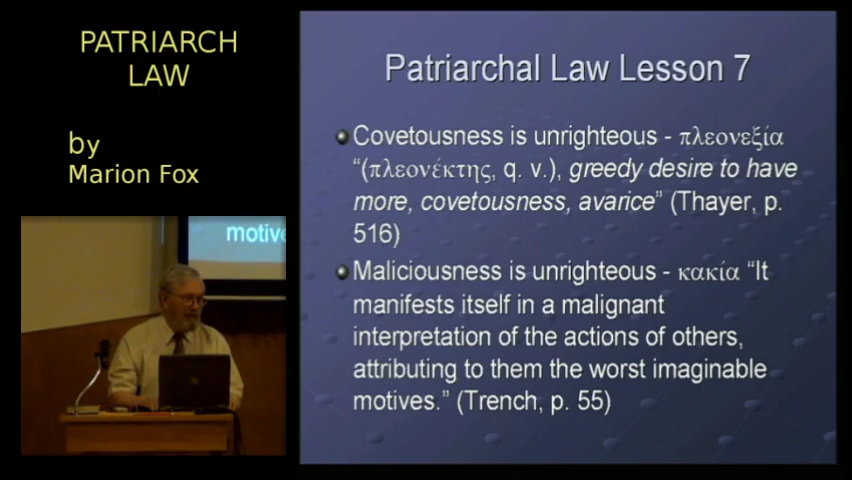 PATRIARCH
LAW
by
Marion Fox
motive
Patriarchal Law Lesson 7
Covetousness is unrighteous - πλεονεξία
“(πλεονέκτης, q. v.), greedy desire to have
more, covetousness, avarice” (Thayer, p.
516)
Maliciousness is unrighteous - κακία “It
manifests itself in a malignant
interpretation of the actions of others,
attributing to them the worst imaginable
motives.” (Trench, p. 55)